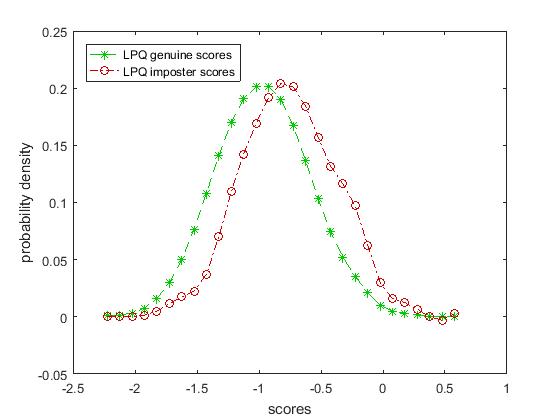 0.25
LPQ genuine scores
LPQ imposter scores
0.2
0.15
0.1
0.05
0
-0.05
probability density
-2.5 -2 -1.5 -1 -0.5 0 0.5 1
scores